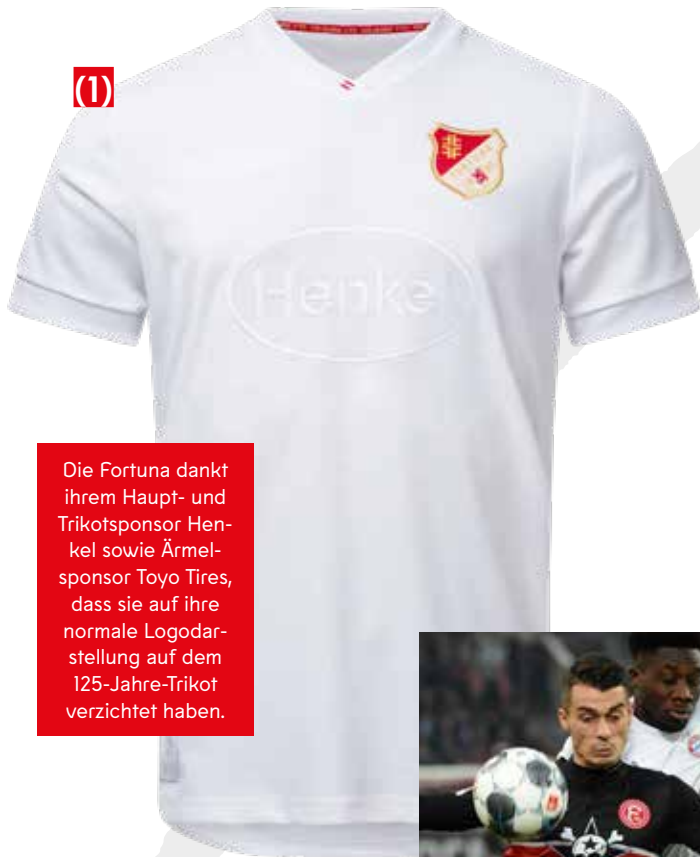 (1)
Henkel
Die Fortuna dankt
ihrem Haupt- und
Trikotsponsor Hen-
kel sowie Ärmel-
sponsor Toyo Tires,
dass sie auf ihre
normale Logodar-
stellung auf dem
125-Jahre-Trikot
verzichtet haben.